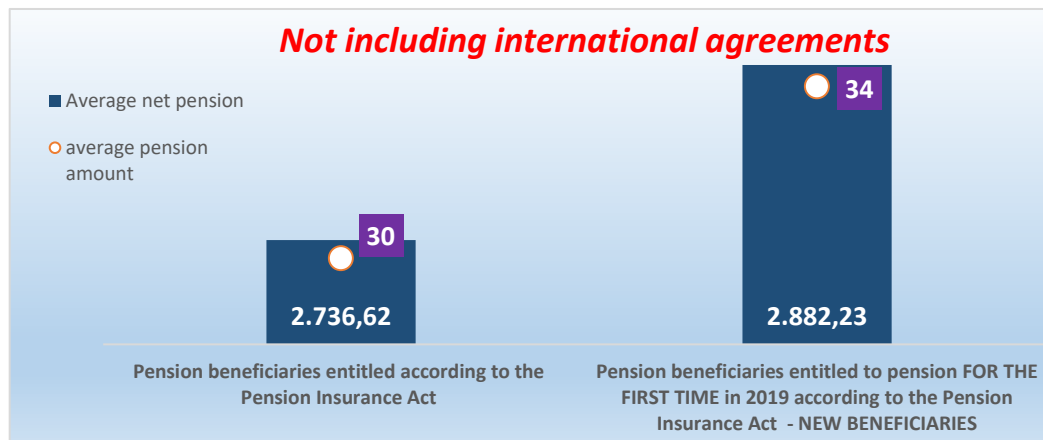 Not including international agreements
Average net pension
average pension
amount
30
34
2.736,62
2.882,23
Pension beneficiaries entitled according to the
Pension Insurance Act
Pension beneficiaries entitled to pension FOR THE
FIRST TIME in 2019 according to the Pension
Insurance Act - NEW BENEFICIARIES